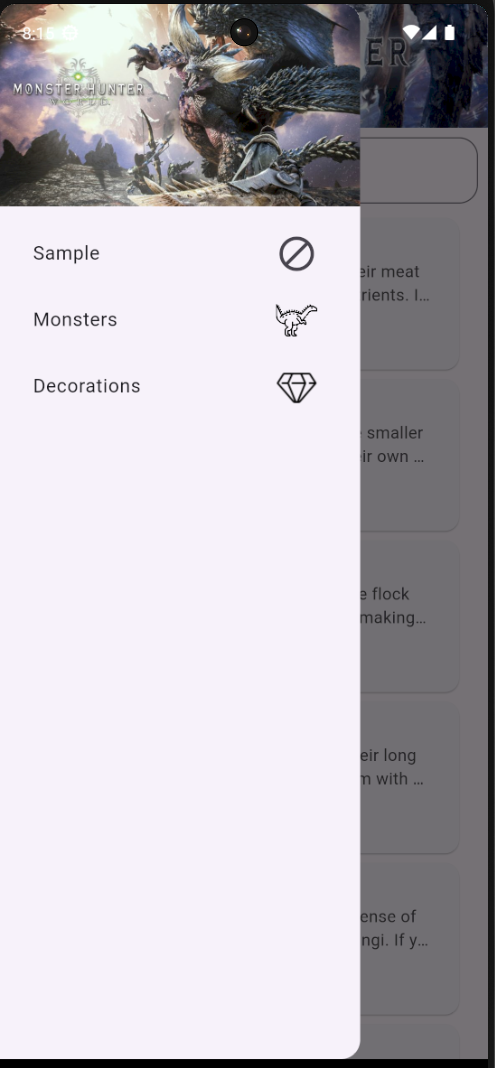 8:18
MONSTER HUNTER
WORLD
ER
Sample
Monsters
Decorations
eir meat
rients. I…
smaller
ir own …
e flock
making…
eir long
m with …
ense of
ngi. If y…